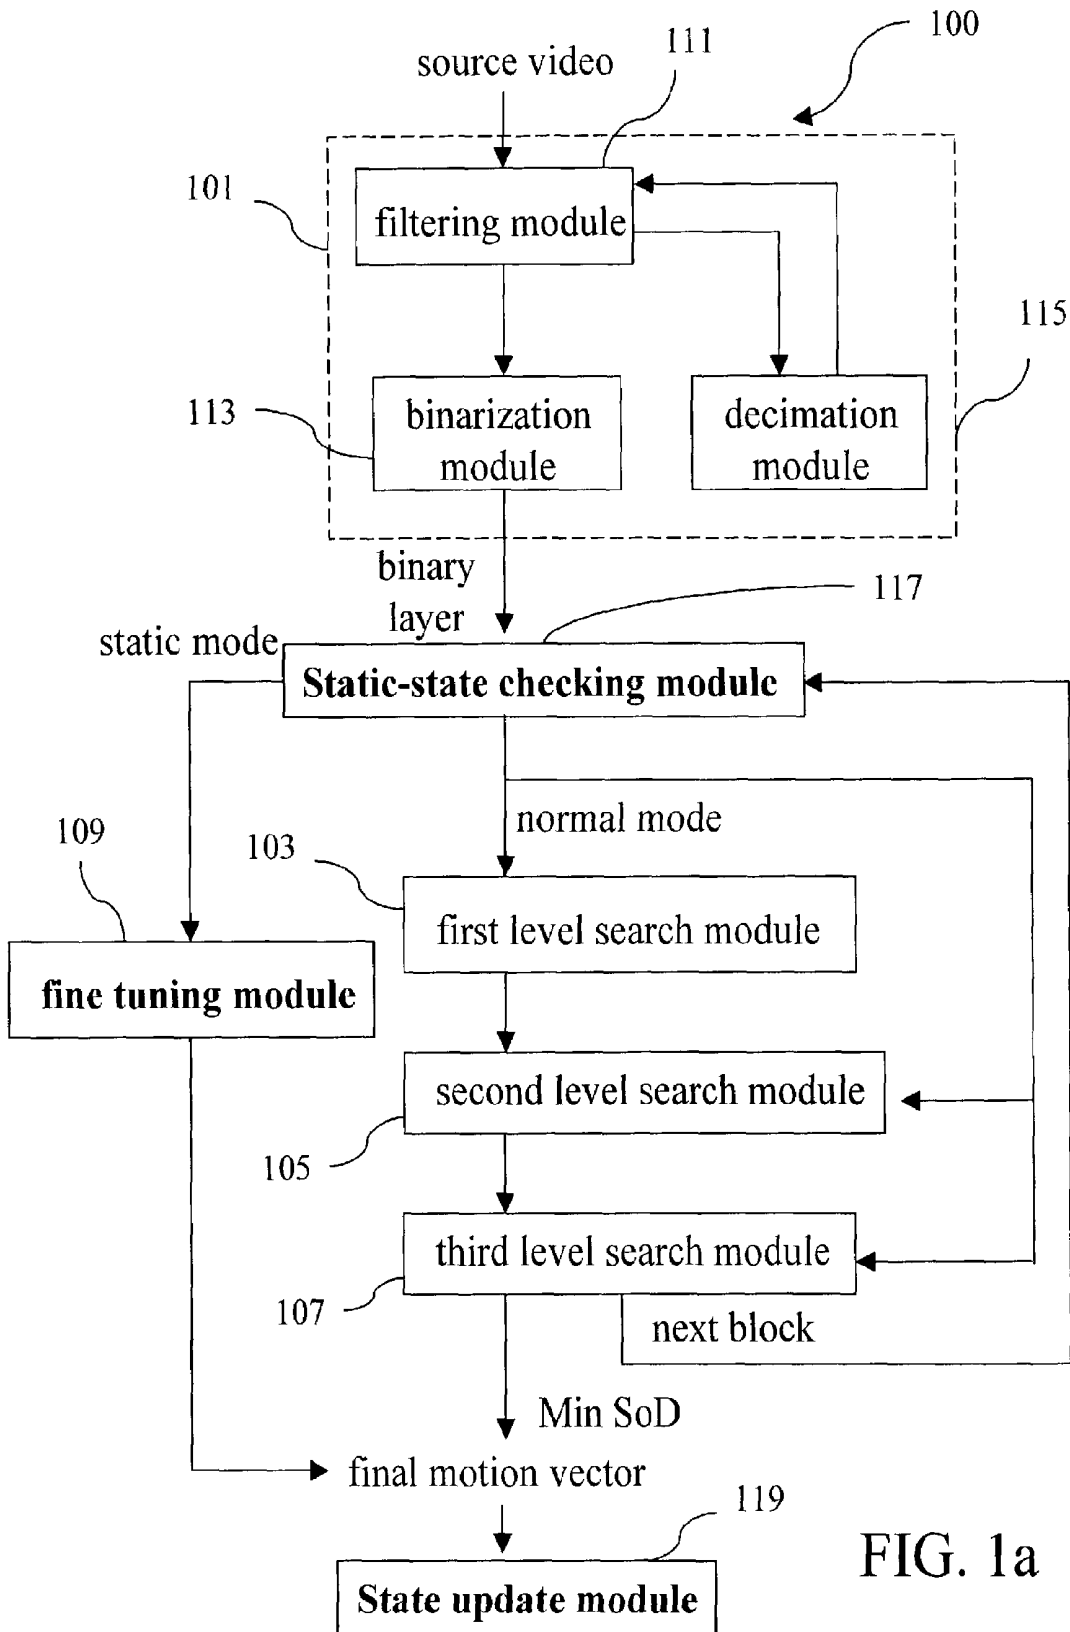 100
111
source video
101
filtering module
115
113
binarization
module
decimation
module
binary
layer
117
static mode
Static-state checking module
normal mode
109
103
first level search module
fine tuning module
second level search module
105
third level search module
107
next block
Min SoD
final motion vector
119
State update module
FIG. 1a